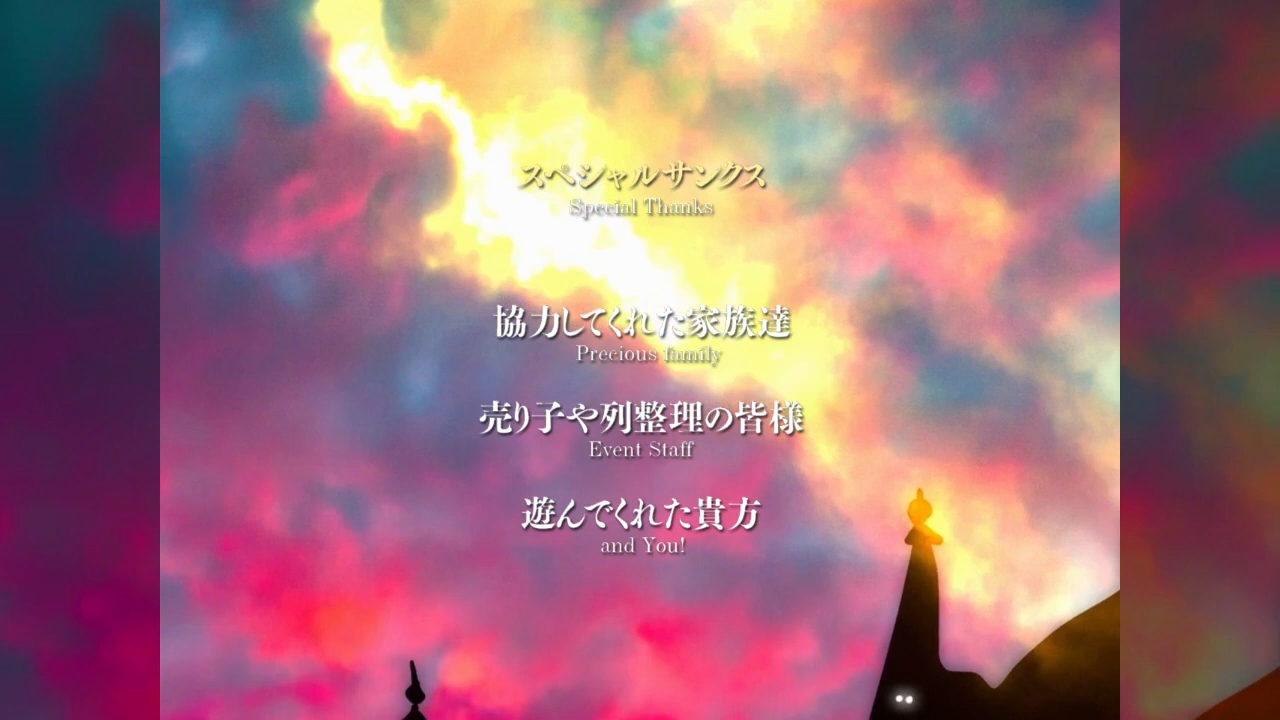 スペシャルサンクス
Special Thanks
協力してくれた家族達
Precious family
売り子や列整理の皆様
Event Staff
遊んでくれた貴方
and You!